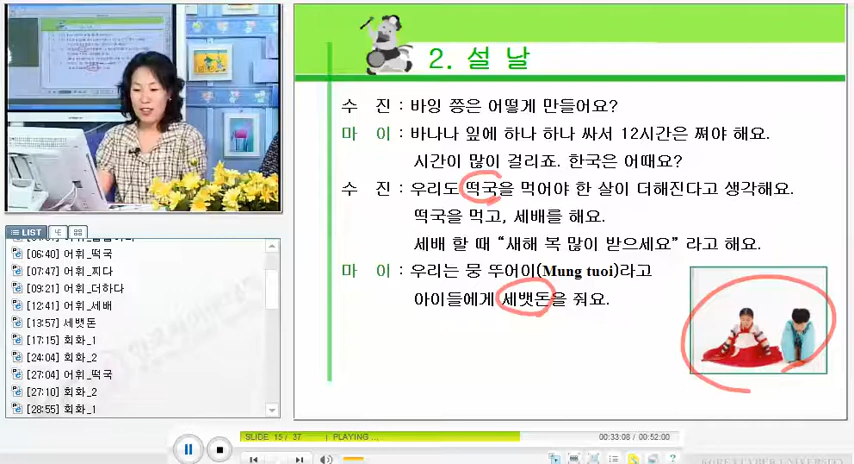 2. 설 날
수 진 : 바잉 쯩은 어떻게 만들어요?
마 이 : 바나나 잎에 하나 하나 싸서 12시간은 쪄야 해요.
시간이 많이 걸리죠. 한국은 어때요?
수 진 : 우리도 떡국을 먹어야 한 살이 더해진다고 생각해요.
떡국을 먹고, 세배를 해요.
세배 할 때 “새해 복 많이 받으세요” 라고 해요.
마 이 : 우리는 뭉 뚜어이(Mung tuoi)라고
아이들에게 세뱃돈을 줘요.
LIST
[06:40] 어휘_떡국
[07:47] 어휘_찌다
[09:21] 어휘_더하다
[12:41] 어휘_세배
[13:57] 세뱃돈
[17:15] 회화_1
[24:04] 회화_2
[27:04] 어휘_떡국
[27:10] 회화_2
[28:55] 회화_1
SLIDE 15 / 37 | PLAYING ...
00:33:08 / 00:52:00